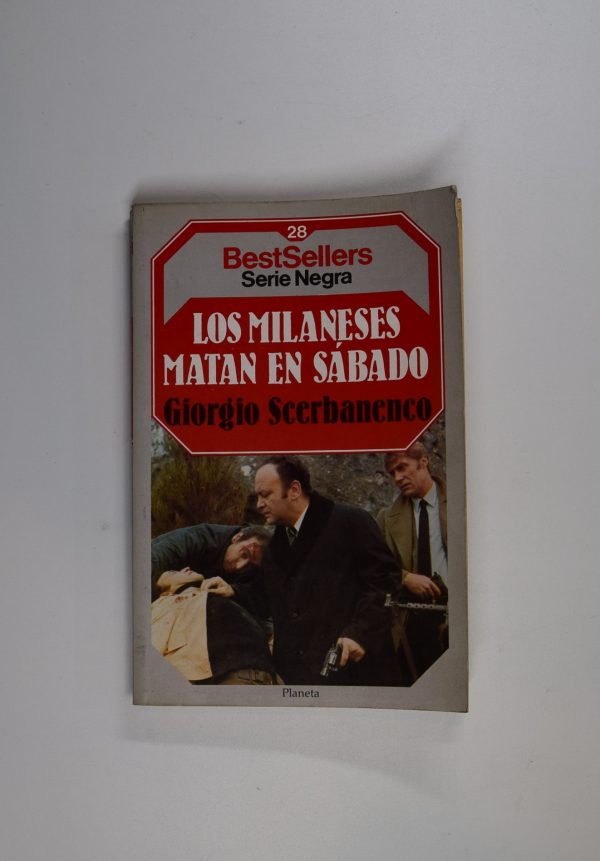 28
BestSellers
Serie Negra
LOS MILANESES
MATAN EN SÁBADO
Giorgio Scerbanenco
Planeta